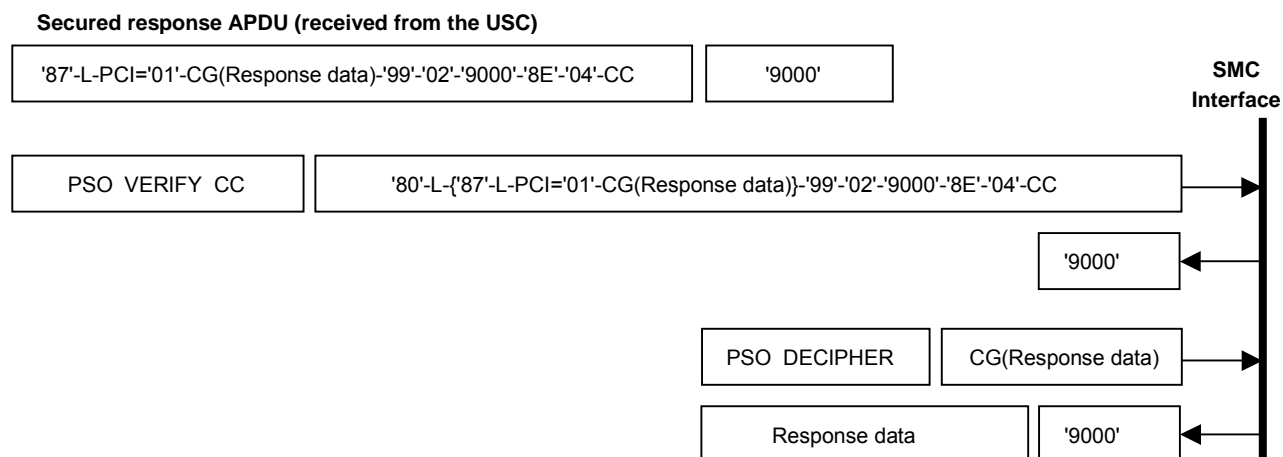 Secured response APDU (received from the USC)
'87'-L-PCI='01'-CG(Response data)-'99'-'02'-'9000'-'8E'-'04'-CC
'9000'
SMC
Interface
PSO VERIFY CC
'80'-L-{'87'-L-PCI='01'-CG(Response data)}-'99'-'02'-'9000'-'8E'-'04'-CC
'9000'
PSO DECIPHER
CG(Response data)
Response data
'9000'